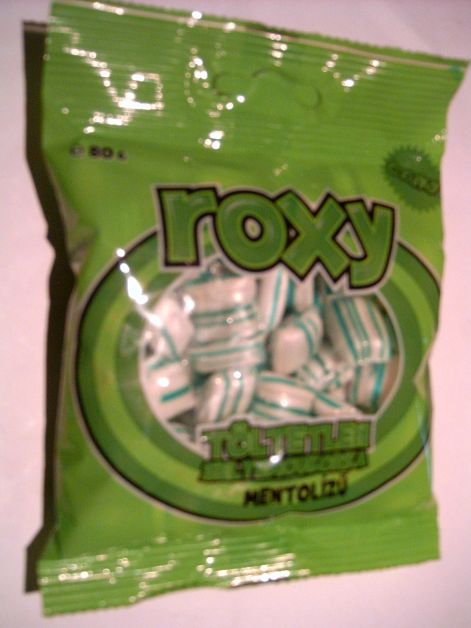 80 g
roxy
TÖLTETLEN
MENTOLÍZŰ